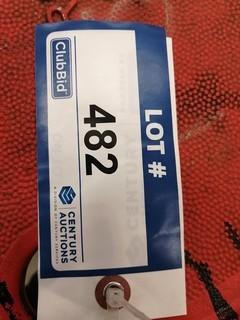 LOT #
482
ClubBid
CENTURY
AUCTIONS